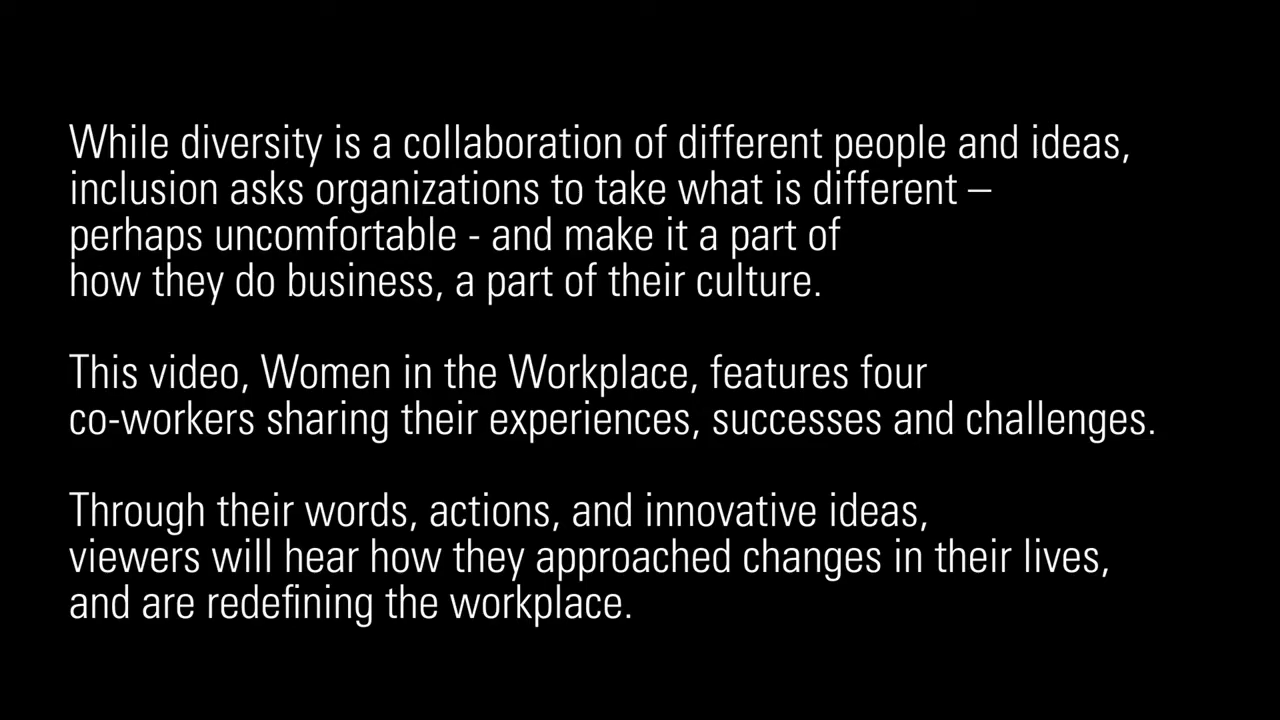 While diversity is a collaboration of different people and ideas,
inclusion asks organizations to take what is different –
perhaps uncomfortable - and make it a part of
how they do business, a part of their culture.
This video, Women in the Workplace, features four
co-workers sharing their experiences, successes and challenges.
Through their words, actions, and innovative ideas,
viewers will hear how they approached changes in their lives,
and are redefining the workplace.